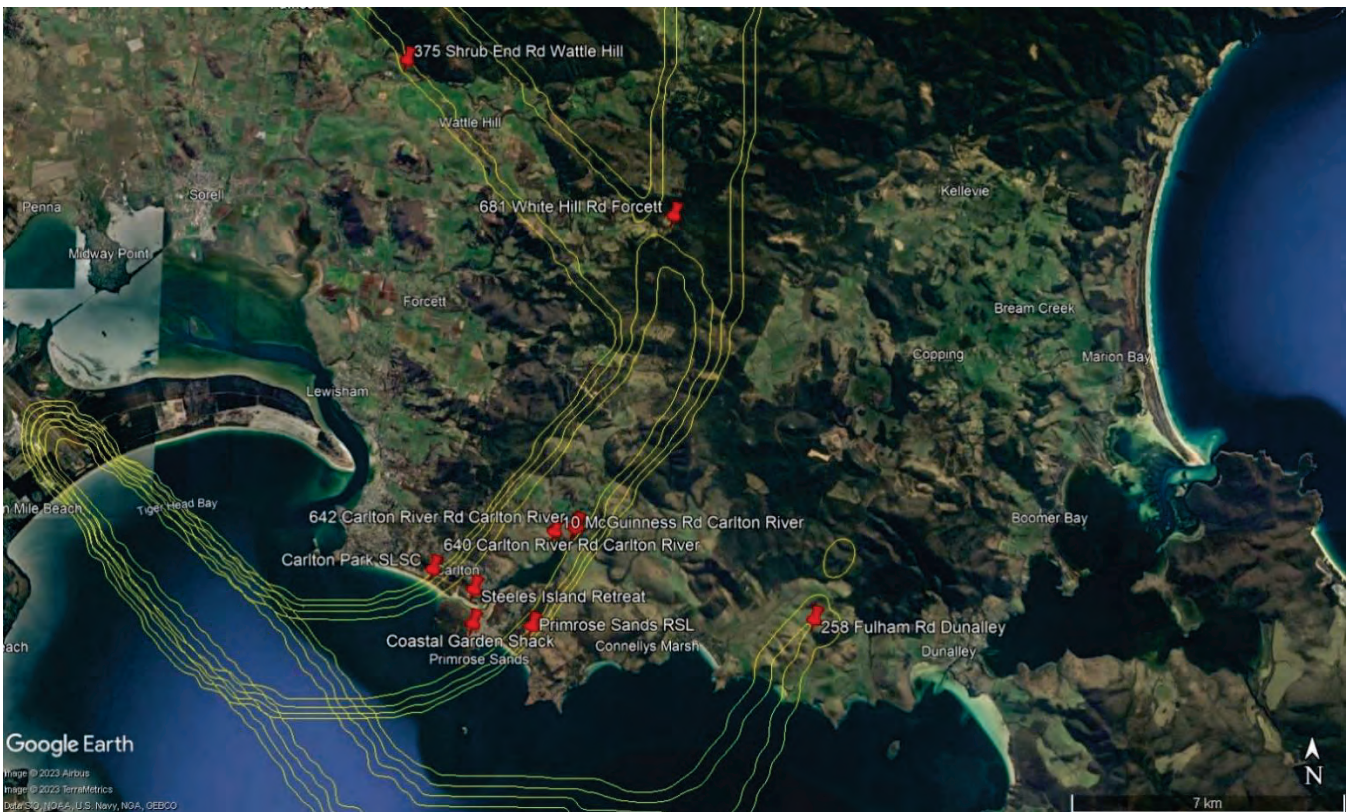 375 Shrub End Rd Wattle Hill
Wattle Hill
Sorell
Kellevie
Penna
681 White Hill Rd Forcett
Midway Point
Forcett
Bream Creek
Copping
Marion Bay
Lewisham
Mile Beach
Tiger Head Bay
642 Carlton River Rd Carlton River
10 McGuinness Rd Carlton River
Boomer Bay
640 Carlton River Rd Carlton River
Carlton Park SLSC
Carlton
Steeles Island Retreat
Primrose Sands RSL
258 Fulham Rd Dunalley
Coastal Garden Shack
Connellys Marsh
Dunalley
Primrose Sands
Google Earth
Image © 2023 Airbus
Image © 2023 TerraMetrics
Data SIO, NOAA, U.S. Navy, NGA, GEBCO
N
7 km